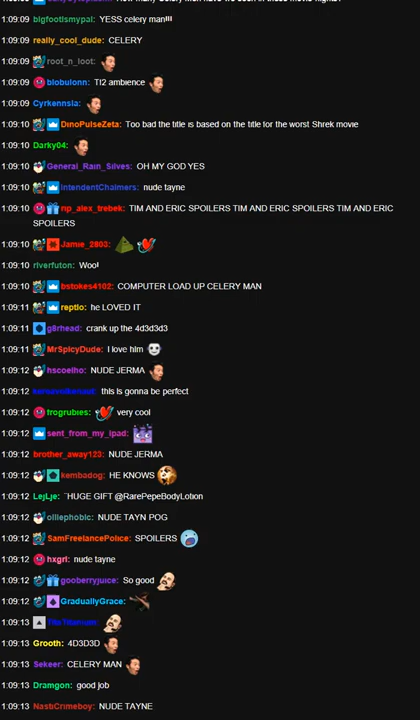 1:09:09 bigfootismypal: YESS celery man!!!
1:09:09 really_cool_dude: CELERY
1:09:09 root_n_loot:
1:09:09 blobulonn: TI2 ambience
1:09:09 Cyrkennsia:
1:09:10 DinoPulseZeta: Too bad the title is based on the title for the worst Shrek movie
1:09:10 Darky04:
1:09:10 General_Rain_Silves: OH MY GOD YES
1:09:10 IntendentChalmers: nude tayne
1:09:10 rip_alex_trebek: TIM AND ERIC SPOILERS TIM AND ERIC SPOILERS TIM AND ERIC
SPOILERS
1:09:10 Jamie_2803:
1:09:10 riverfuton: Woo!
1:09:10 bstokes4102: COMPUTER LOAD UP CELERY MAN
1:09:11 reptio: he LOVED IT
1:09:11 g8rhead: crank up the 4d3d3d3
1:09:11 MrSpicyDude: I love him
1:09:12 hscoelho: NUDE JERMA
1:09:12 this is gonna be perfect
1:09:12 frogrubies: very cool
1:09:12 sent_from_my_ipad:
1:09:12 brother_away123: NUDE JERMA
1:09:12 kembadog: HE KNOWS
1:09:12 LejLje: ¨HUGE GIFT @RarePepeBodyLotion
1:09:12 olliephobic: NUDE TAYN POG
1:09:12 SamFreelancePolice: SPOILERS
1:09:12 hxgrl: nude tayne
1:09:12 gooberryjuice: So good
1:09:12 GraduallyGrace:
1:09:13
1:09:13 Grooth: 4D3D3D
1:09:13 Sekeer: CELERY MAN
1:09:13 Dramgon: good job
1:09:13 NastiCrimeboy: NUDE TAYNE